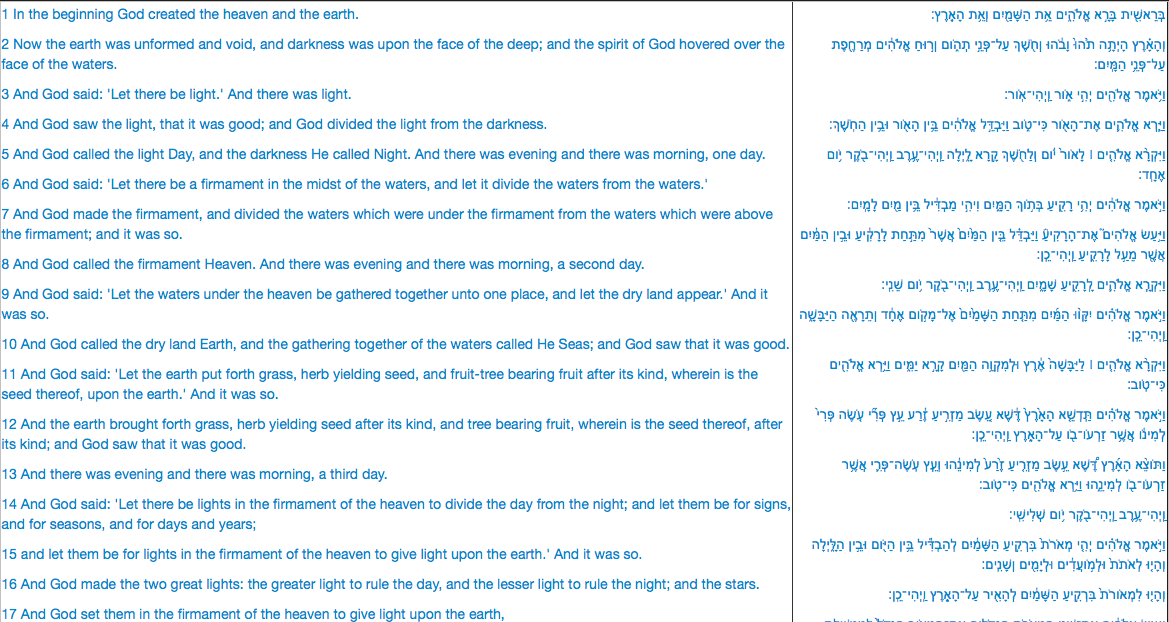 1 In the beginning God created the heaven and the earth.
2 Now the earth was unformed and void, and darkness was upon the face of the deep; and the spirit of God hovered over the
face of the waters.
3 And God said: 'Let there be light.' And there was light.
4 And God saw the light, that it was good; and God divided the light from the darkness.
5 And God called the light Day, and the darkness He called Night. And there was evening and there was morning, one day.
6 And God said: 'Let there be a firmament in the midst of the waters, and let it divide the waters from the waters.'
7 And God made the firmament, and divided the waters which were under the firmament from the waters which were above
the firmament; and it was so.
8 And God called the firmament Heaven. And there was evening and there was morning, a second day.
9 And God said: 'Let the waters under the heaven be gathered together unto one place, and let the dry land appear.' And it
was so.
10 And God called the dry land Earth, and the gathering together of the waters called He Seas; and God saw that it was good.
11 And God said: 'Let the earth put forth grass, herb yielding seed, and fruit-tree bearing fruit after its kind, wherein is the
seed thereof, upon the earth.' And it was so.
12 And the earth brought forth grass, herb yielding seed after its kind, and tree bearing fruit, wherein is the seed thereof, after
its kind; and God saw that it was good.
13 And there was evening and there was morning, a third day.
14 And God said: 'Let there be lights in the firmament of the heaven to divide the day from the night; and let them be for signs,
and for seasons, and for days and years;
15 and let them be for lights in the firmament of the heaven to give light upon the earth.' And it was so.
16 And God made the two great lights: the greater light to rule the day, and the lesser light to rule the night; and the stars.
17 And God set them in the firmament of the heaven to give light upon the earth,
בְּרֵאשִׁ֖ית בָּרָ֣א אֱלֹהִ֑ים אֵ֥ת הַשָּׁמַ֖יִם וְאֵ֥ת הָאָֽרֶץ׃
וְהָאָ֗רֶץ הָיְתָ֥ה תֹ֙הוּ֙ וָבֹ֔הוּ וְחֹ֖שֶׁךְ עַל־פְּנֵ֣י תְה֑וֹם וְר֣וּחַ אֱלֹהִ֔ים מְרַחֶ֖פֶת
עַל־פְּנֵ֥י הַמָּֽיִם׃
וַיֹּ֥אמֶר אֱלֹהִ֖ים יְהִ֣י א֑וֹר וַֽיְהִי־אֽוֹר׃
וַיַּ֧רְא אֱלֹהִ֛ים אֶת־הָא֖וֹר כִּי־ט֑וֹב וַיַּבְדֵּ֣ל אֱלֹהִ֔ים בֵּ֥ין הָא֖וֹר וּבֵ֥ין הַחֹֽשֶׁךְ׃
וַיִּקְרָ֨א אֱלֹהִ֤ים ׀ לָאוֹר֙ י֔וֹם וְלַחֹ֖שֶׁךְ קָ֣רָא לָ֑יְלָה וַֽיְהִי־עֶ֥רֶב וַֽיְהִי־בֹ֖קֶר י֥וֹם
אֶחָֽד׃
וַיֹּ֣אמֶר אֱלֹהִ֔ים יְהִ֥י רָקִ֖יעַ בְּת֣וֹךְ הַמָּ֑יִם וִיהִ֣י מַבְדִּ֔יל בֵּ֥ין מַ֖יִם לָמָֽיִם׃
וַיַּ֣עַשׂ אֱלֹהִים֮ אֶת־הָרָקִיעַ֒ וַיַּבְדֵּ֗ל בֵּ֤ין הַמַּ֙יִם֙ אֲשֶׁר֙ מִתַּ֣חַת לָרָקִ֔יעַ וּבֵ֣ין הַמַּ֔יִם
אֲשֶׁ֖ר מֵעַ֣ל לָרָקִ֑יעַ וַֽיְהִי־כֵֽן׃
וַיִּקְרָ֧א אֱלֹהִ֛ים לָֽרָקִ֖יעַ שָׁמָ֑יִם וַֽיְהִי־עֶ֥רֶב וַֽיְהִי־בֹ֖קֶר י֥וֹם שֵׁנִֽי׃
וַיֹּ֣אמֶר אֱלֹהִ֗ים יִקָּו֨וּ הַמַּ֜יִם מִתַּ֤חַת הַשָּׁמַ֙יִם֙ אֶל־מָק֣וֹם אֶחָ֔ד וְתֵרָאֶ֖ה הַיַּבָּשָׁ֑ה
וַֽיְהִי־כֵֽן׃
וַיִּקְרָ֨א אֱלֹהִ֤ים ׀ לַיַּבָּשָׁה֙ אֶ֔רֶץ וּלְמִקְוֵ֥ה הַמַּ֖יִם קָרָ֣א יַמִּ֑ים וַיַּ֥רְא אֱלֹהִ֖ים
כִּי־טֽוֹב׃
וַיֹּ֣אמֶר אֱלֹהִ֗ים תַּֽדְשֵׁ֤א הָאָ֙רֶץ֙ דֶּ֔שֶׁא עֵ֚שֶׂב מַזְרִ֣יעַ זֶ֔רַע עֵ֣ץ פְּרִ֞י עֹ֤שֶׂה פְּרִי֙
לְמִינ֔וֹ אֲשֶׁ֥ר זַרְעוֹ־ב֖וֹ עַל־הָאָ֑רֶץ וַֽיְהִי־כֵֽן׃
וַתּוֹצֵ֨א הָאָ֜רֶץ דֶּ֠שֶׁא עֵ֣שֶׂב מַזְרִ֤יעַ זֶ֙רַע֙ לְמִינֵ֔הוּ וְעֵ֧ץ עֹֽשֶׂה־פְּרִ֛י אֲשֶׁ֥ר
זַרְעוֹ־ב֖וֹ לְמִינֵ֑הוּ וַיַּ֥רְא אֱלֹהִ֖ים כִּי־טֽוֹב׃
וַֽיְהִי־עֶ֥רֶב וַֽיְהִי־בֹ֖קֶר י֥וֹם שְׁלִישִֽׁי׃
וַיֹּ֣אמֶר אֱלֹהִ֗ים יְהִ֤י מְאֹרֹת֙ בִּרְקִ֣יעַ הַשָּׁמַ֔יִם לְהַבְדִּ֕יל בֵּ֥ין הַיּ֖וֹם וּבֵ֣ין הַלָּ֑יְלָה
וְהָי֤וּ לְאֹתֹת֙ וּלְמ֣וֹעֲדִ֔ים וּלְיָמִ֖ים וְשָׁנִֽים׃
וְהָי֤וּ לִמְאוֹרֹת֙ בִּרְקִ֣יעַ הַשָּׁמַ֔יִם לְהָאִ֖יר עַל־הָאָ֑רֶץ וַֽיְהִי־כֵֽן׃